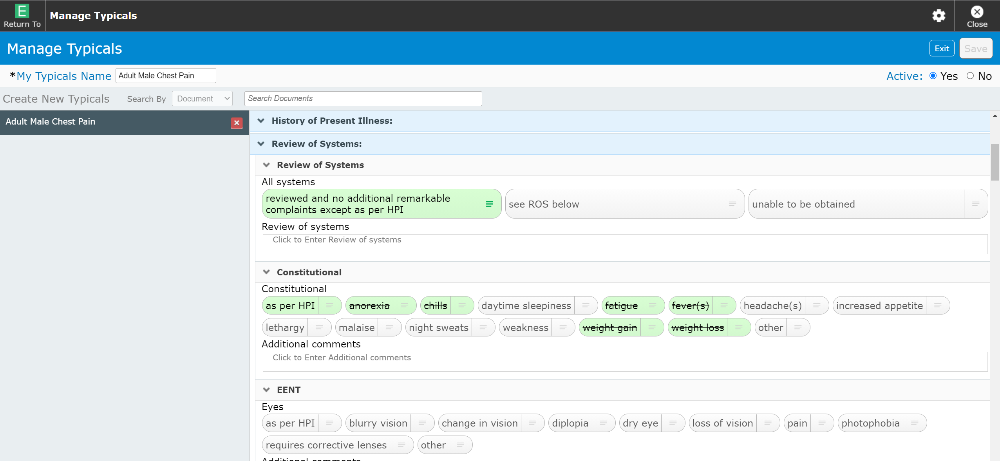 E
Return To
Manage Typicals
Close
Manage Typicals
Exit
Save
*My Typicals Name
Adult Male Chest Pain
Active:
Yes
No
Create New Typicals
Search By
Document
Search Documents
Adult Male Chest Pain
History of Present Illness:
Review of Systems:
Review of Systems
All systems
reviewed and no additional remarkable
complaints except as per HPI
see ROS below
unable to be obtained
Review of systems
Click to Enter Review of systems
Constitutional
Constitutional
as per HPI
anorexia
chills
daytime sleepiness
fatigue
fever(s)
headache(s)
increased appetite
lethargy
malaise
night sweats
weakness
weight gain
weight loss
other
Additional comments
Click to Enter Additional comments
EENT
Eyes
as per HPI
blurry vision
change in vision
diplopia
dry eye
loss of vision
pain
photophobia
requires corrective lenses
other
Additional comments